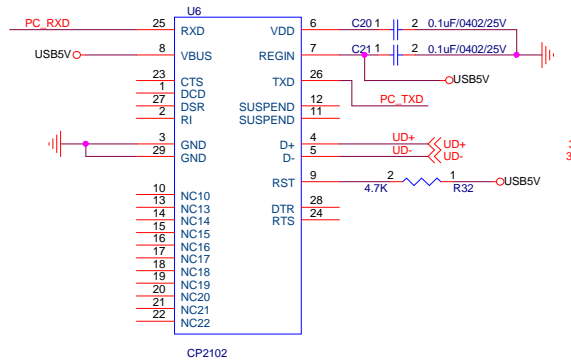 U6
PC_RXD 25 RXD VDD 6 C20 1 2 0.1uF/0402/25V
USB5V 8 VBUS REGIN 7 C21 1 2 0.1uF/0402/25V
23 CTS TXD 26 USB5V
1 DCD PC_TXD
27 DSR SUSPEND 12
2 RI SUSPEND 11
3 GND D+ 4 UD+ UD+
29 GND D- 5 UD- UD-
10 NC10 RST 9 4.7K 2 1 R32 USB5V
13 NC13
14 NC14 DTR 28
15 NC15 RTS 24
16 NC16
17 NC17
18 NC18
19 NC19
20 NC20
21 NC21
22 NC22
CP2102